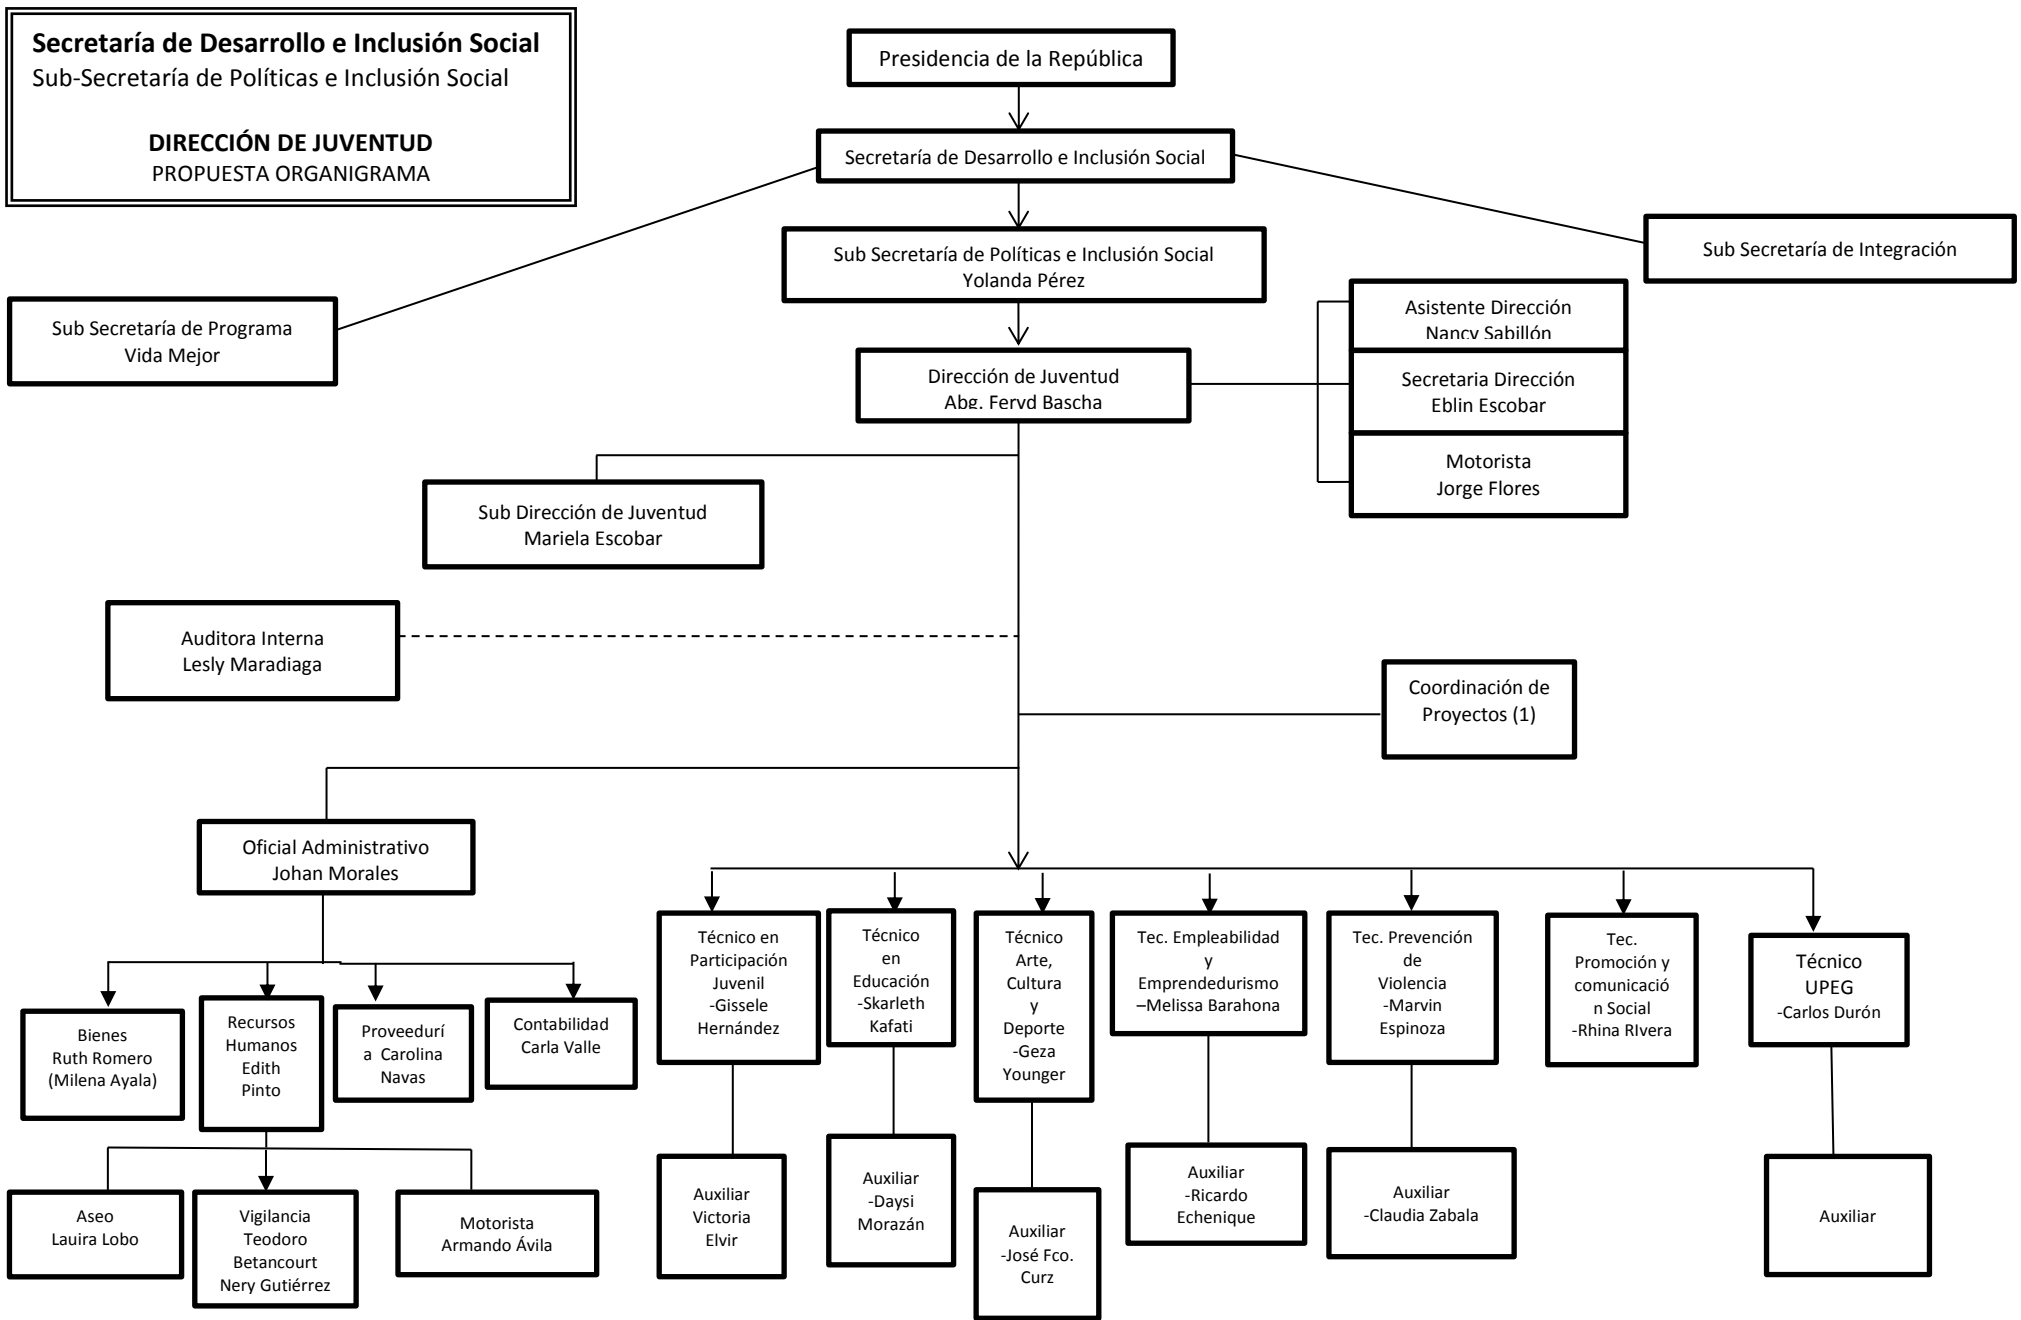 Secretaría de Desarrollo e Inclusión Social
Sub-Secretaría de Políticas e Inclusión Social
DIRECCIÓN DE JUVENTUD
PROPUESTA ORGANIGRAMA
Presidencia de la República
Secretaría de Desarrollo e Inclusión Social
Sub Secretaría de Políticas e Inclusión Social
Yolanda Pérez
Sub Secretaría de Integración
Sub Secretaría de Programa
Vida Mejor
Asistente Dirección
Nancy Sabillón
Secretaria Dirección
Eblin Escobar
Motorista
Jorge Flores
Dirección de Juventud
Abg. Feryd Bascha
Sub Dirección de Juventud
Mariela Escobar
Auditora Interna
Lesly Maradiaga
Coordinación de
Proyectos (1)
Oficial Administrativo
Johan Morales
Bienes
Ruth Romero
(Milena Ayala)
Recursos
Humanos
Edith
Pinto
Proveedurí
a Carolina
Navas
Contabilidad
Carla Valle
Aseo
Lauira Lobo
Vigilancia
Teodoro
Betancourt
Nery Gutiérrez
Motorista
Armando Ávila
Técnico en
Participación
Juvenil
-Gissele
Hernández
Técnico
en
Educación
-Skarleth
Kafati
Técnico
Arte,
Cultura
y
Deporte
-Geza
Younger
Tec. Empleabilidad
y
Emprendedurismo
–Melissa Barahona
Tec. Prevención
de
Violencia
-Marvin
Espinoza
Tec.
Promoción y
comunicació
n Social
-Rhina RIvera
Técnico
UPEG
-Carlos Durón
Auxiliar
Victoria
Elvir
Auxiliar
-Daysi
Morazán
Auxiliar
-José Fco.
Curz
Auxiliar
-Ricardo
Echenique
Auxiliar
-Claudia Zabala
Auxiliar